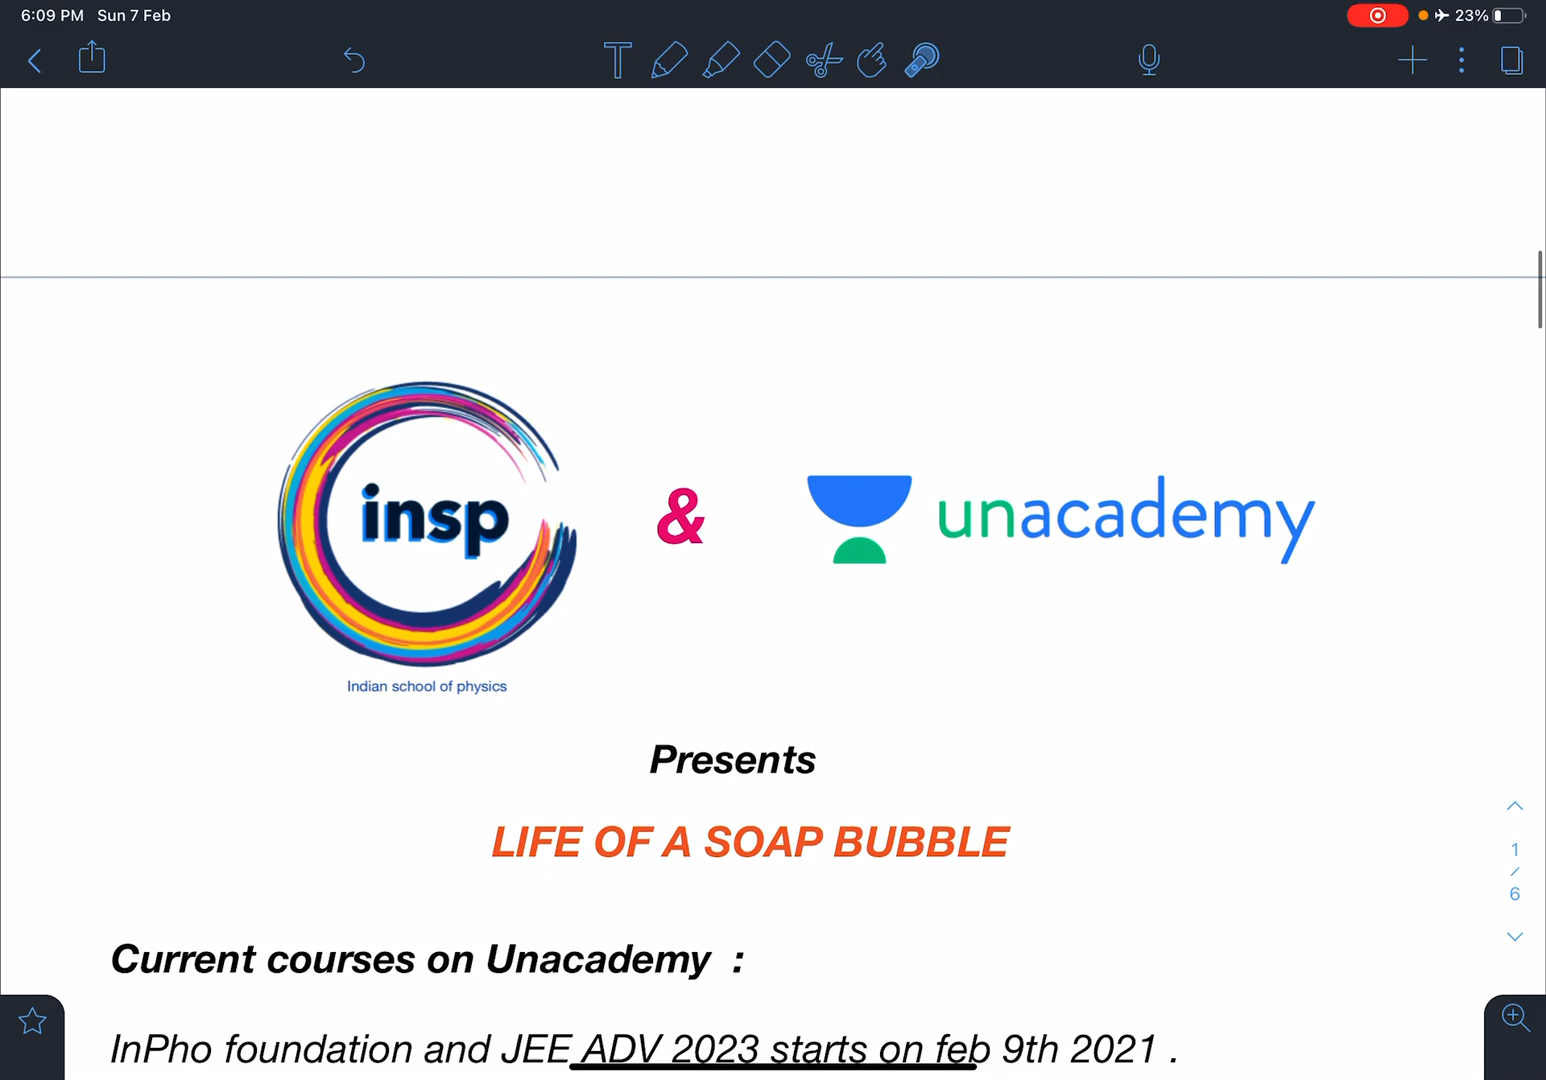 6:09 PM Sun 7 Feb
23%
insp
&
unacademy
Indian school of physics
Presents
LIFE OF A SOAP BUBBLE
1
/
6
Current courses on Unacademy :
InPho foundation and JEE ADV 2023 starts on feb 9th 2021 .